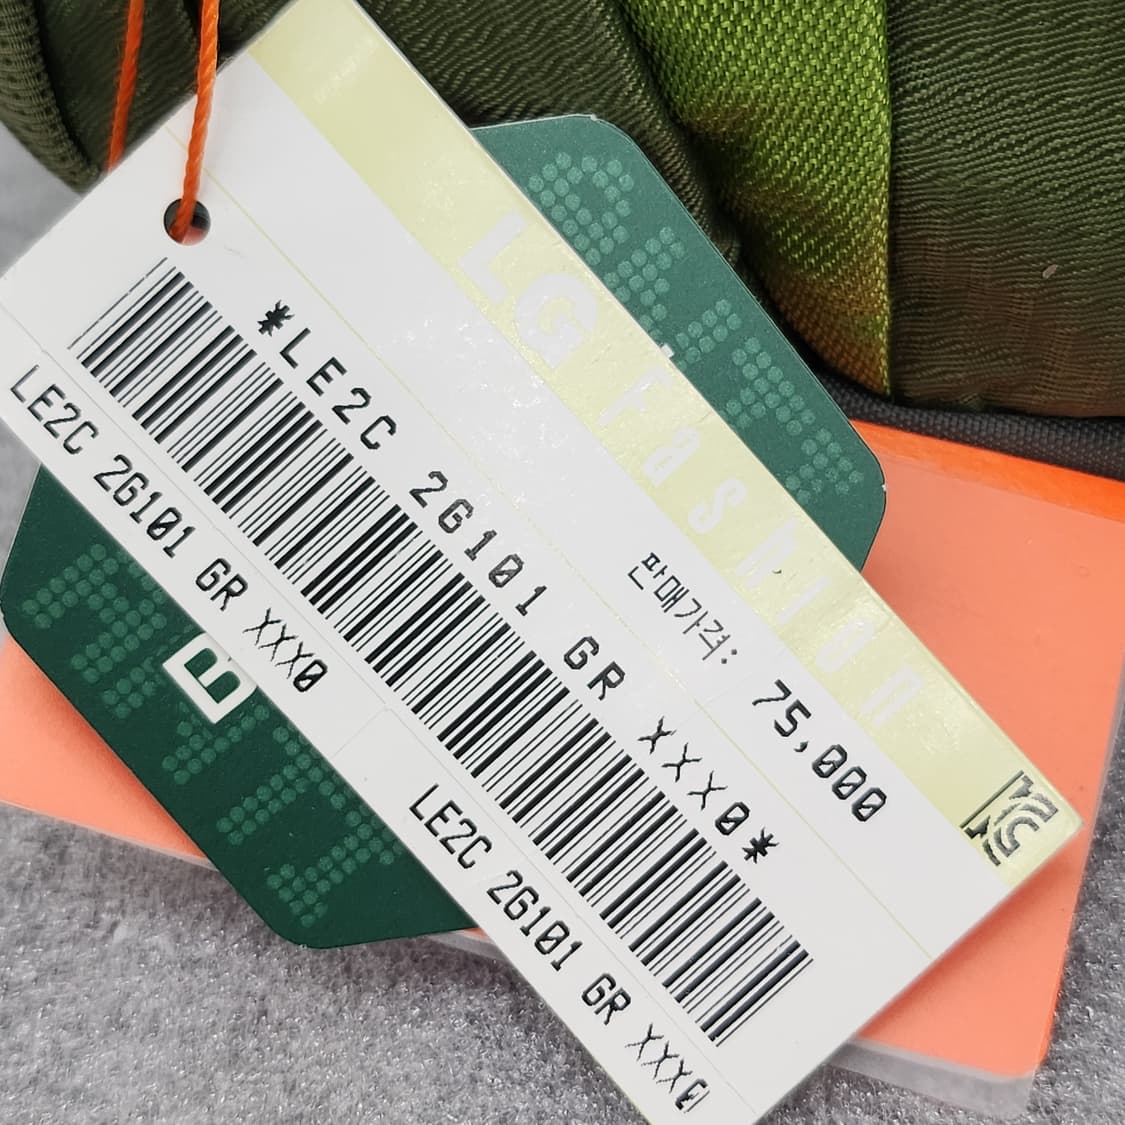 LG fashion
판매가격: 75,000
*LE2C 2G101 GR XXX0*
LE2C 2G101 GR XXX0
LE2C 2G101 GR XXX0
B